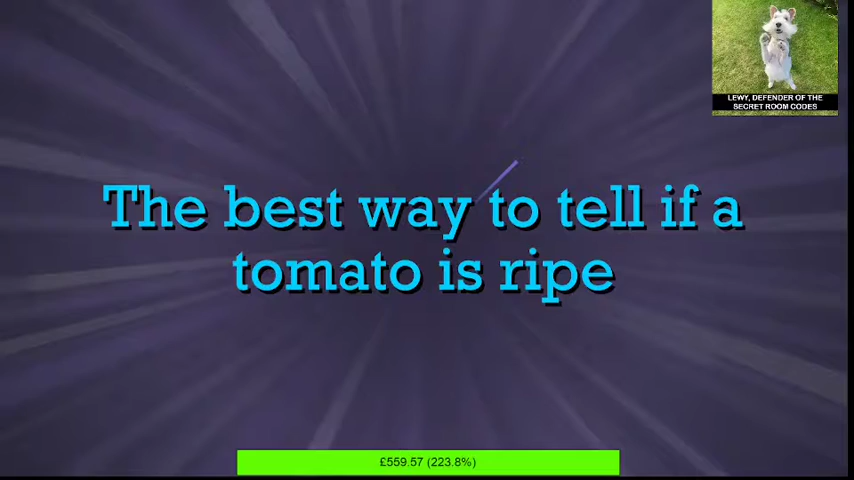 LEWY, DEFENDER OF THE
SECRET ROOM CODES
The best way to tell if a
tomato is ripe
£559.57 (223.8%)